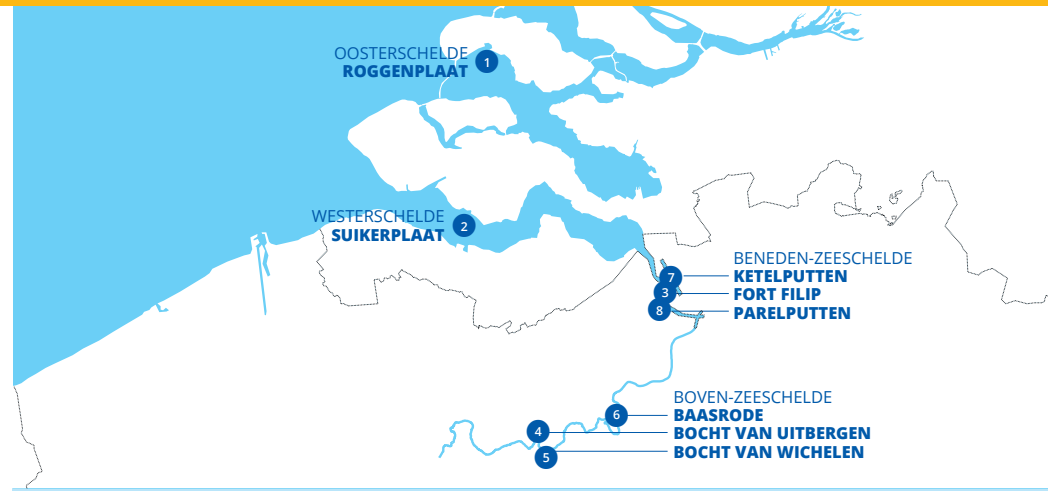 OOSTERSCHELDE
ROGGENPLAAT
1
WESTERSCHELDE
SUIKERPLAAT
2
BENEDEN-ZEESCHELDE
7 KETELPUTTEN
3 FORT FILIP
8 PARELPUTTEN
BOVEN-ZEESCHELDE
6 BAASRODE
4 BOCHT VAN UITBERGEN
5 BOCHT VAN WICHELEN